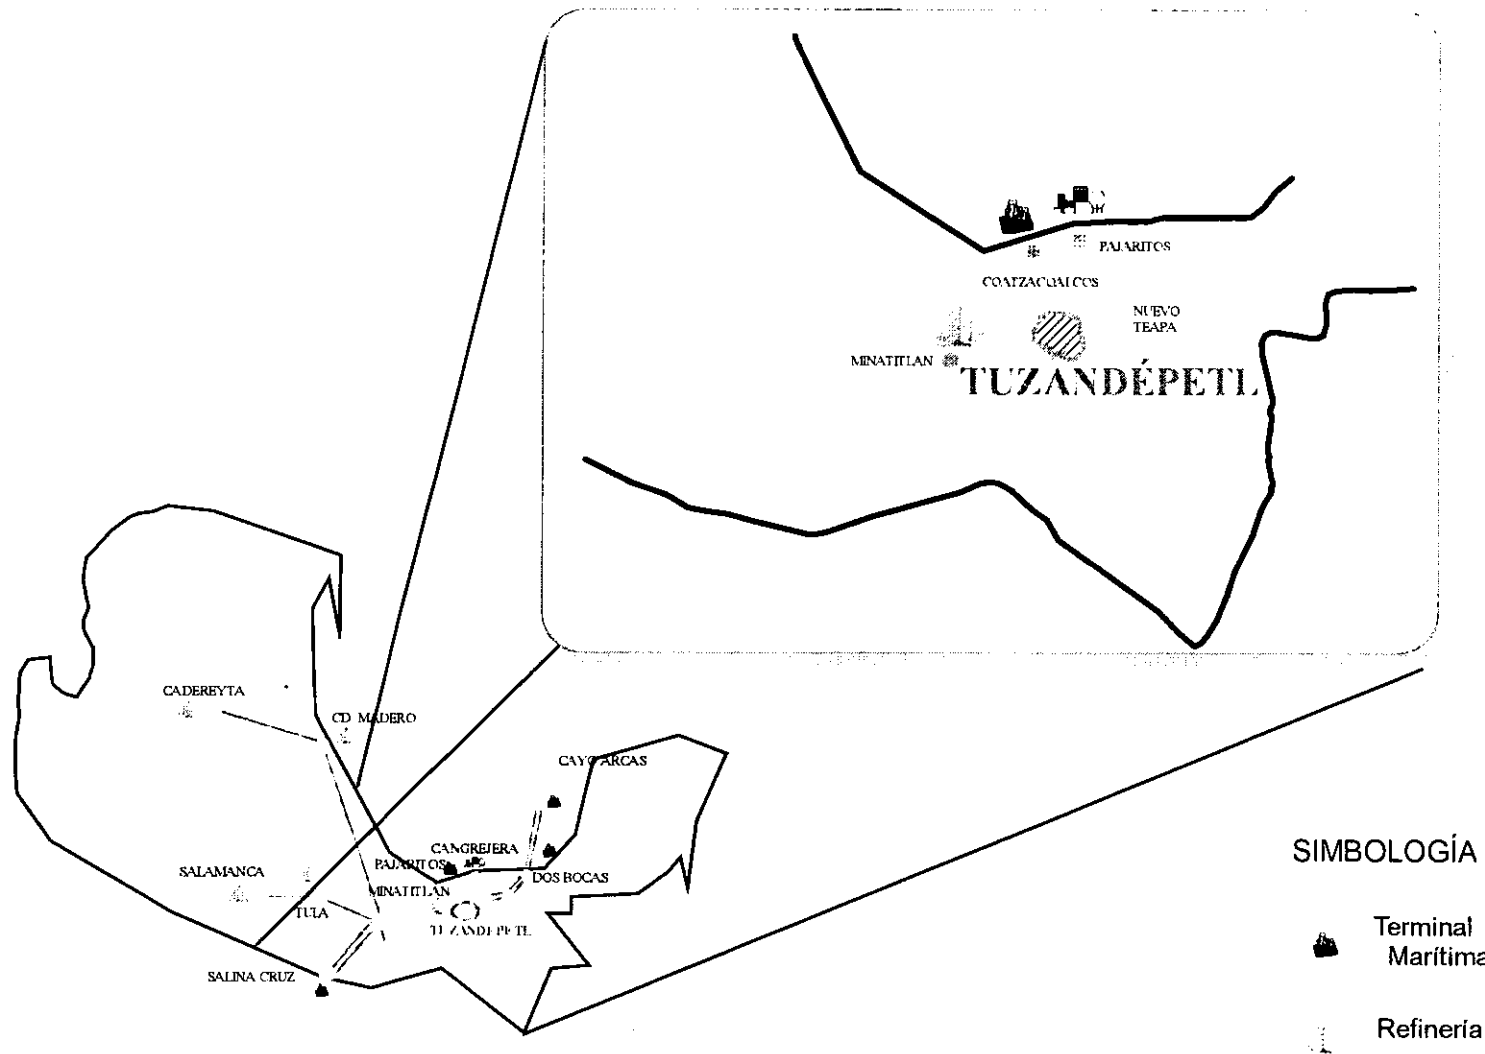 PAJARITOS
COATZACOALCOS
NUEVO
TEAPA
MINATITLAN
TUZANDÉPETL
CADEREYTA
CD. MADERO
CAYO ARCAS
CANGREJERA
PAJARITOS
SALAMANCA
MINATITLAN
DOS BOCAS
TULA
TUZANDEPETL
SALINA CRUZ
SIMBOLOGÍA
Terminal
Marítima
Refinería